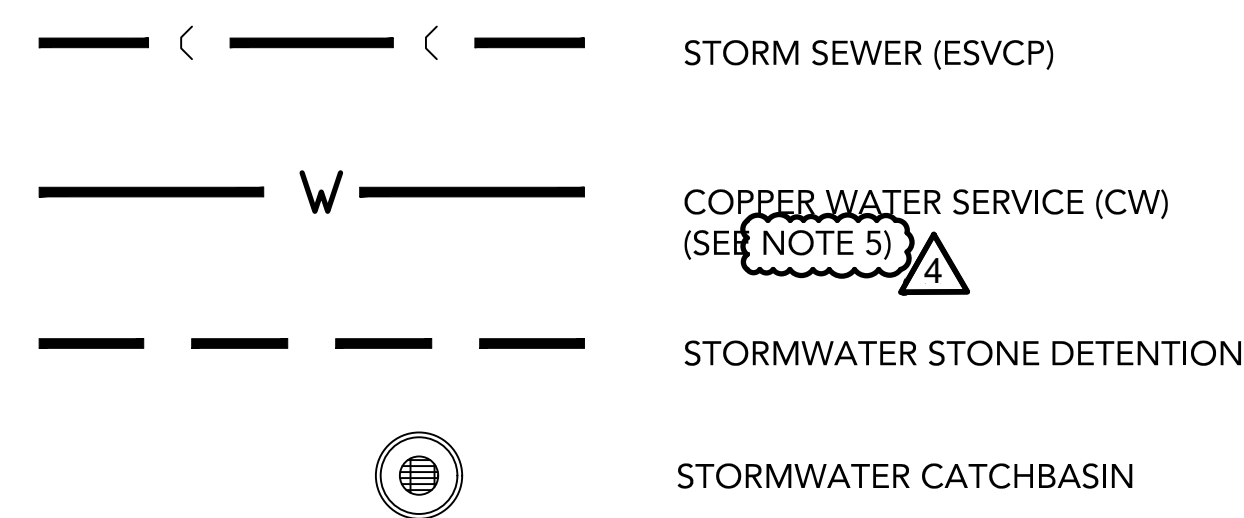 STORM SEWER (ESVCP)
W
COPPER WATER SERVICE (CW)
(SEE NOTE 5)
4
STORMWATER STONE DETENTION
STORMWATER CATCHBASIN